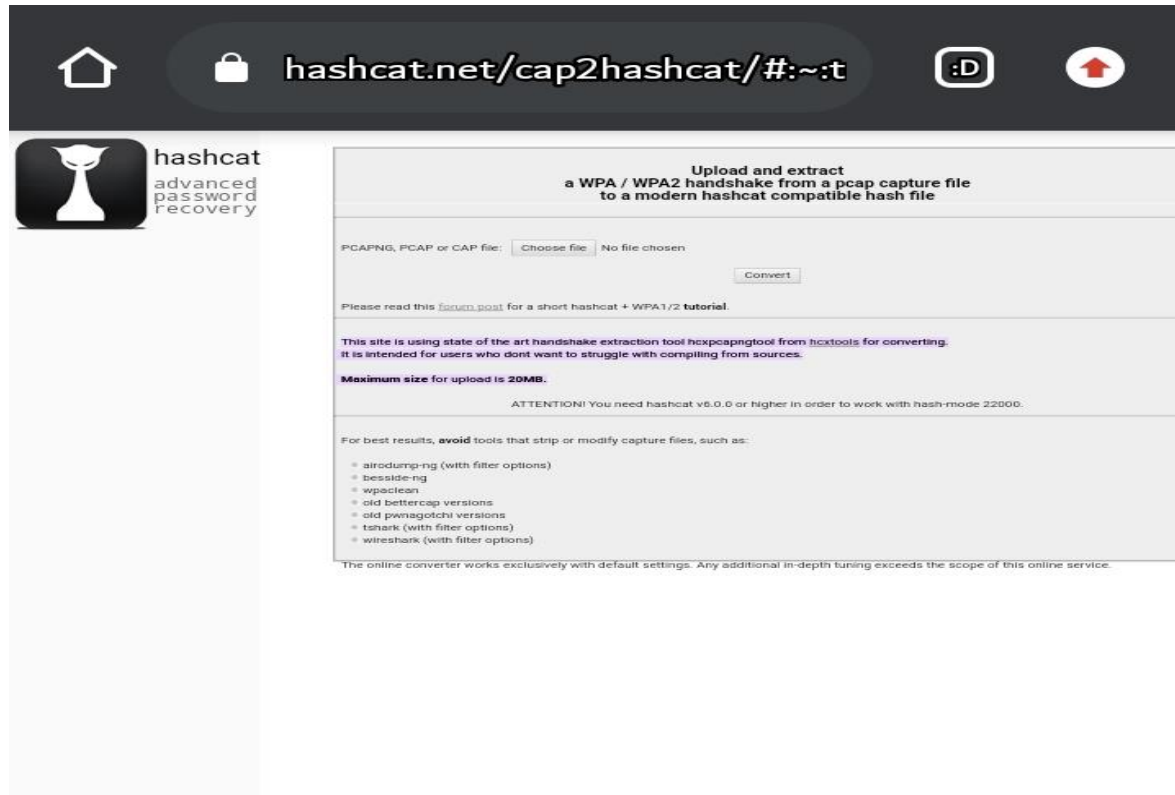 hashcat.net/cap2hashcat/#:~:t
:D
hashcat
advanced
password
recovery
Upload and extract
a WPA / WPA2 handshake from a pcap capture file
to a modern hashcat compatible hash file
PCAPNG, PCAP or CAP file: Choose file No file chosen
Convert
Please read this forum post for a short hashcat + WPA1/2 tutorial.
This site is using state of the art handshake extraction tool hcxpcapngtool from hcxtools for converting.
It is intended for users who dont want to struggle with compiling from sources.
Maximum size for upload is 20MB.
ATTENTION! You need hashcat v6.0.0 or higher in order to work with hash-mode 22000.
For best results, avoid tools that strip or modify capture files, such as:
airodump-ng (with filter options)
besside-ng
wpaclean
old bettercap versions
old pwnagotchi versions
tshark (with filter options)
wireshark (with filter options)
The online converter works exclusively with default settings. Any additional in-depth tuning exceeds the scope of this online service.